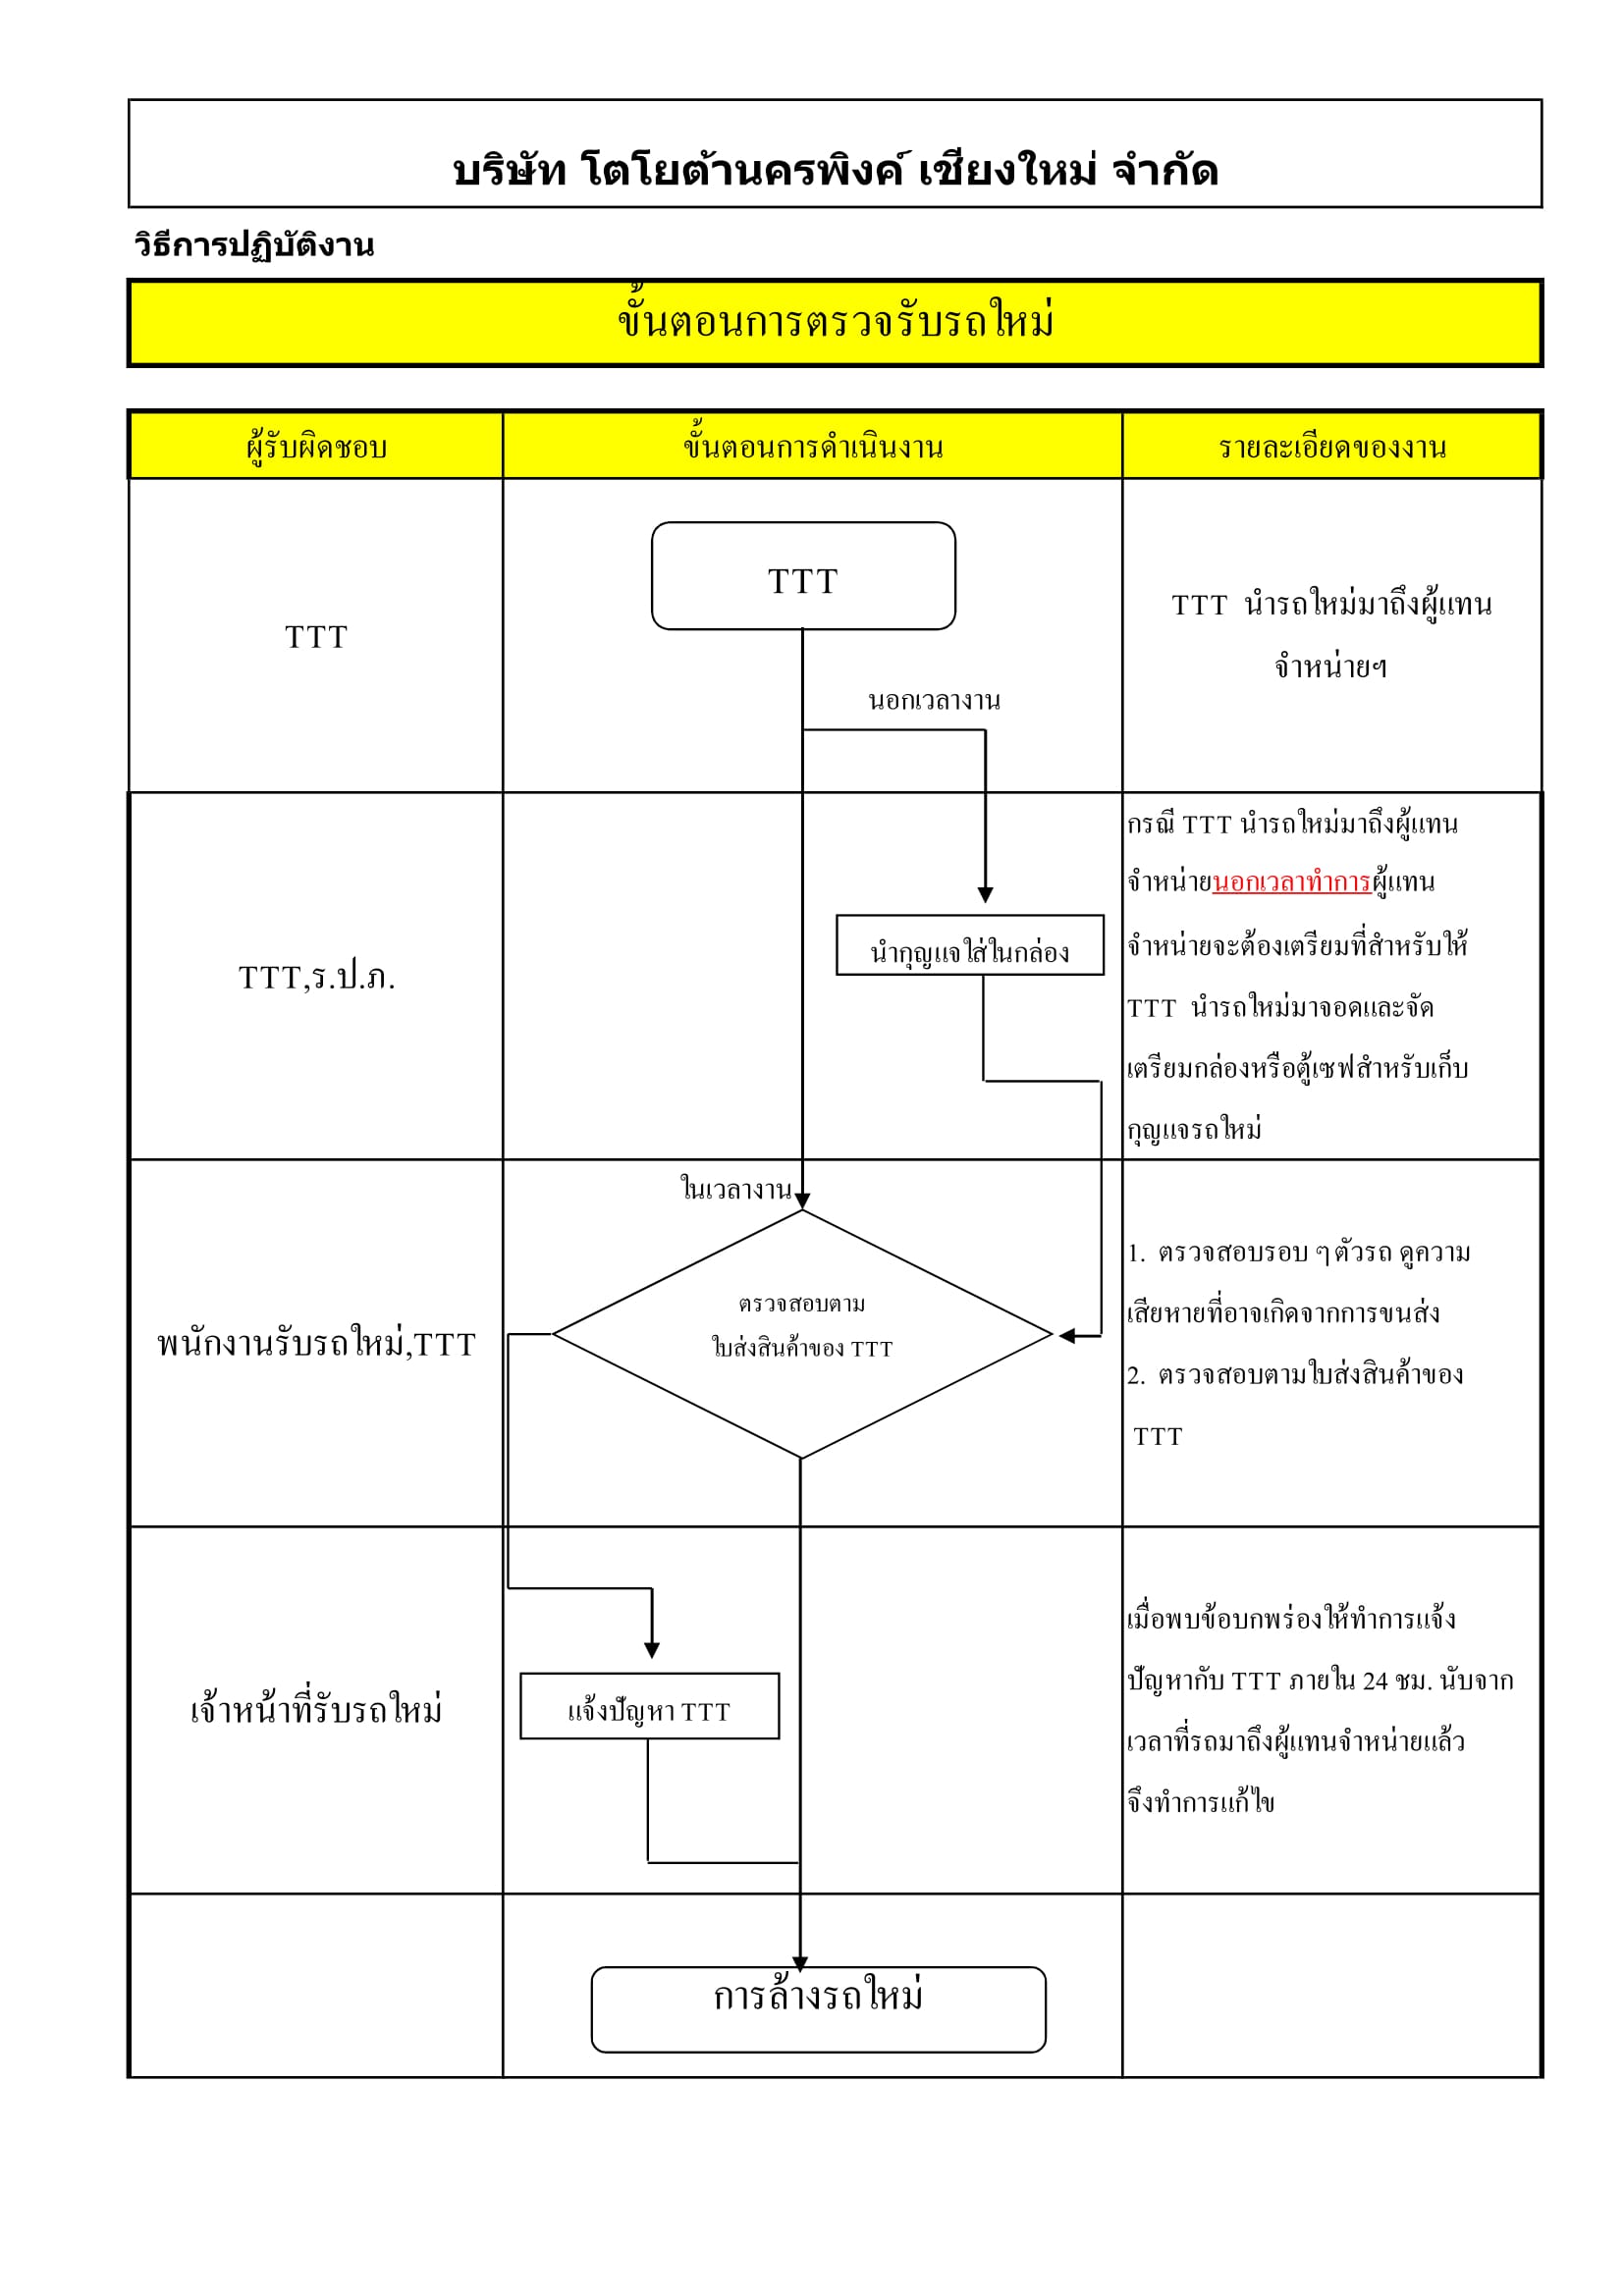 บริษัท โตโยต้านครพิงค์ เชียงใหม่ จำกัด
วิธีการปฏิบัติงาน
ขั้นตอนการตรวจรับรถใหม่
ผู้รับผิดชอบ
ขั้นตอนการดำเนินงาน
รายละเอียดของงาน
TTT
TTT
TTT นำรถใหม่มาถึงผู้แทน
จำหน่ายฯ
นอกเวลางาน
TTT,ร.ป.ภ.
นำกุญแจใส่ในกล่อง
กรณี TTT นำรถใหม่มาถึงผู้แทน
จำหน่ายนอกเวลาทำการผู้แทน
จำหน่ายจะต้องเตรียมที่สำหรับให้
TTT นำรถใหม่มาจอดและจัด
เตรียมกล่องหรือตู้เซฟสำหรับเก็บ
กุญแจรถใหม่
ในเวลางาน
พนักงานรับรถใหม่,TTT
ตรวจสอบตาม
ใบส่งสินค้าของ TTT
1. ตรวจสอบรอบ ๆ ตัวรถ ดูความ
เสียหายที่อาจเกิดจากการขนส่ง
2. ตรวจสอบตามใบส่งสินค้าของ
TTT
เจ้าหน้าที่รับรถใหม่
แจ้งปัญหา TTT
เมื่อพบข้อบกพร่องให้ทำการแจ้ง
ปัญหากับ TTT ภายใน 24 ชม. นับจาก
เวลาที่รถมาถึงผู้แทนจำหน่ายแล้ว
จึงทำการแก้ไข
การล้างรถใหม่